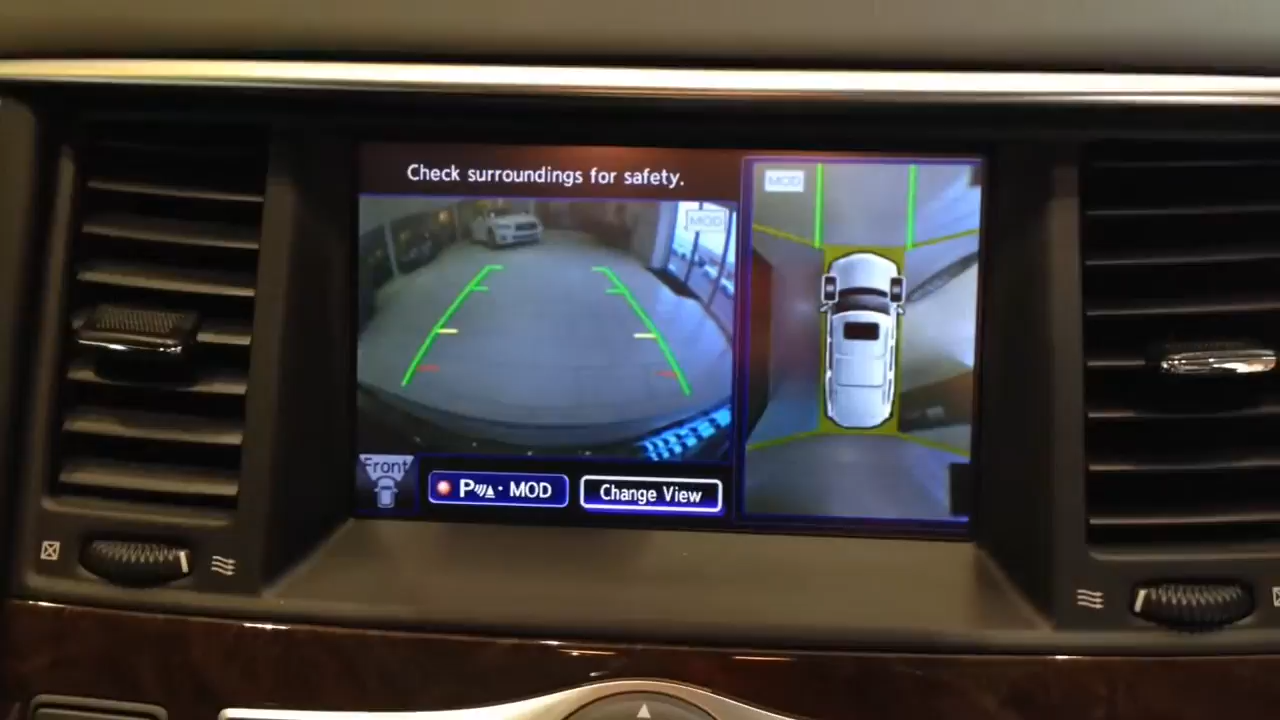 Check surroundings for safety.
MOD
MOD
Front
P · MOD
Change View